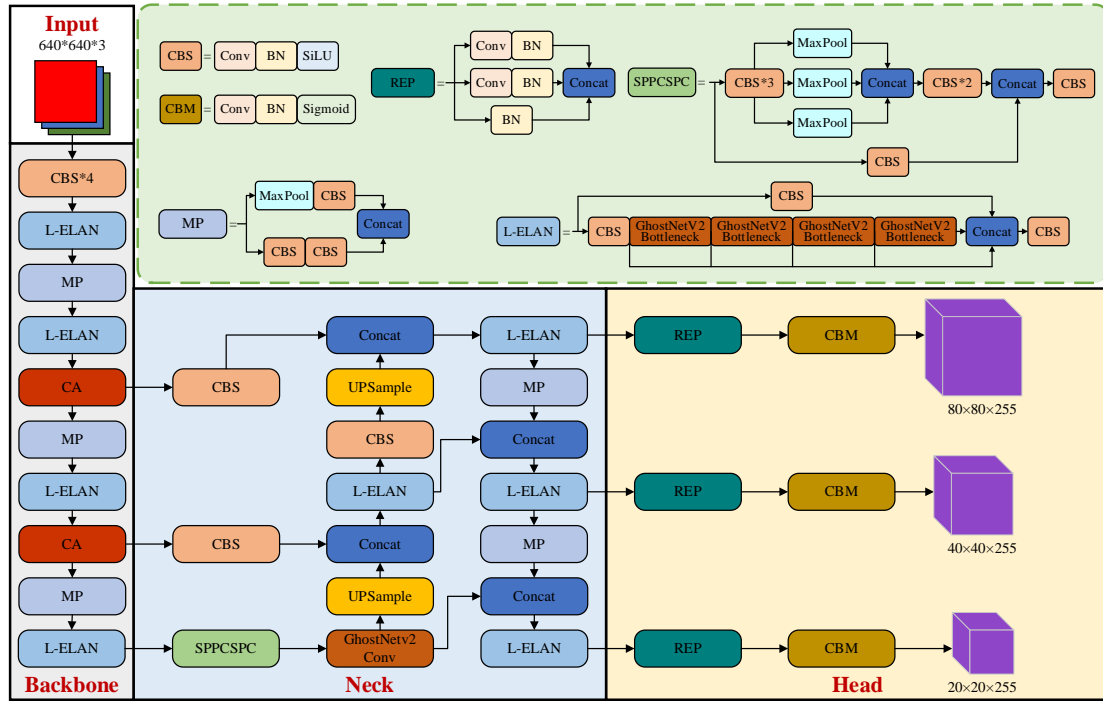 Input
640*640*3
CBS = Conv BN SiLU
CBM = Conv BN Sigmoid
REP = Conv BN
Conv BN
BN
Concat
SPPCSPC = CBS*3 MaxPool
MaxPool
MaxPool
Concat CBS*2 Concat CBS
CBS
MP = MaxPool CBS
CBS CBS
Concat
L-ELAN = CBS
CBS GhostNetV2 GhostNetV2 GhostNetV2 GhostNetV2
Bottleneck Bottleneck Bottleneck Bottleneck
Concat CBS
CBS*4
L-ELAN
MP
L-ELAN
CA
MP
L-ELAN
CA
MP
L-ELAN
Backbone
CBS
CBS
SPPCSPC
Concat
UPSample
CBS
L-ELAN
Concat
UPSample
GhostNetv2
Conv
L-ELAN
MP
Concat
L-ELAN
MP
Concat
L-ELAN
Neck
REP CBM
80×80×255
REP CBM
40×40×255
REP CBM
20×20×255
Head